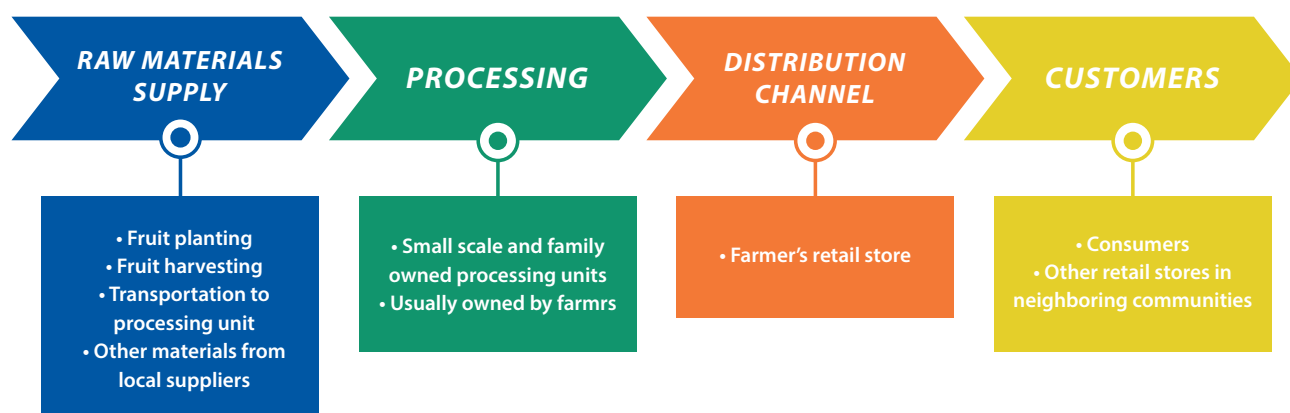 RAW MATERIALS
SUPPLY
PROCESSING
DISTRIBUTION
CHANNEL
CUSTOMERS
• Fruit planting
• Fruit harvesting
• Transportation to
processing unit
• Other materials from
local suppliers
• Small scale and family
owned processing units
• Usually owned by farmrs
• Farmer’s retail store
• Consumers
• Other retail stores in
neighboring communities